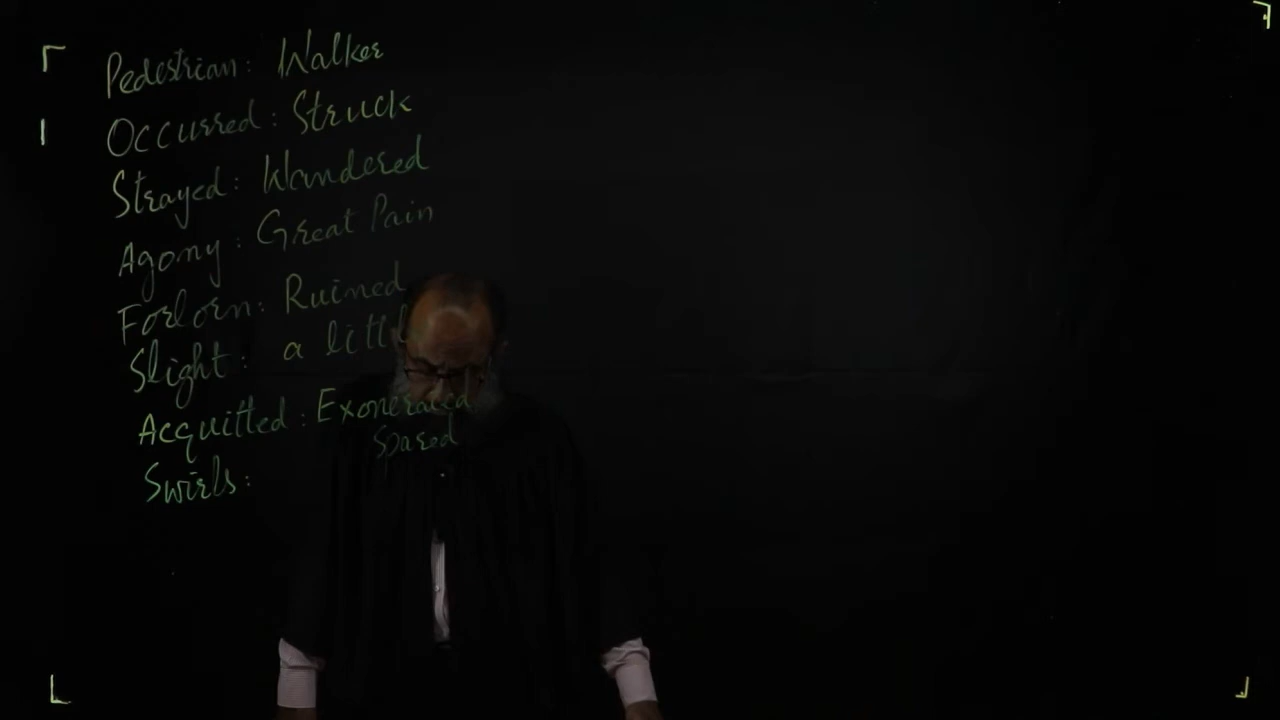 Pedestrian: Walker
Occurred: Struck
Strayed: Wandered
Agony: Great Pain
Forlorn: Ruined
Slight: a little
Acquitted: Exonerated
Spared
Swirls: